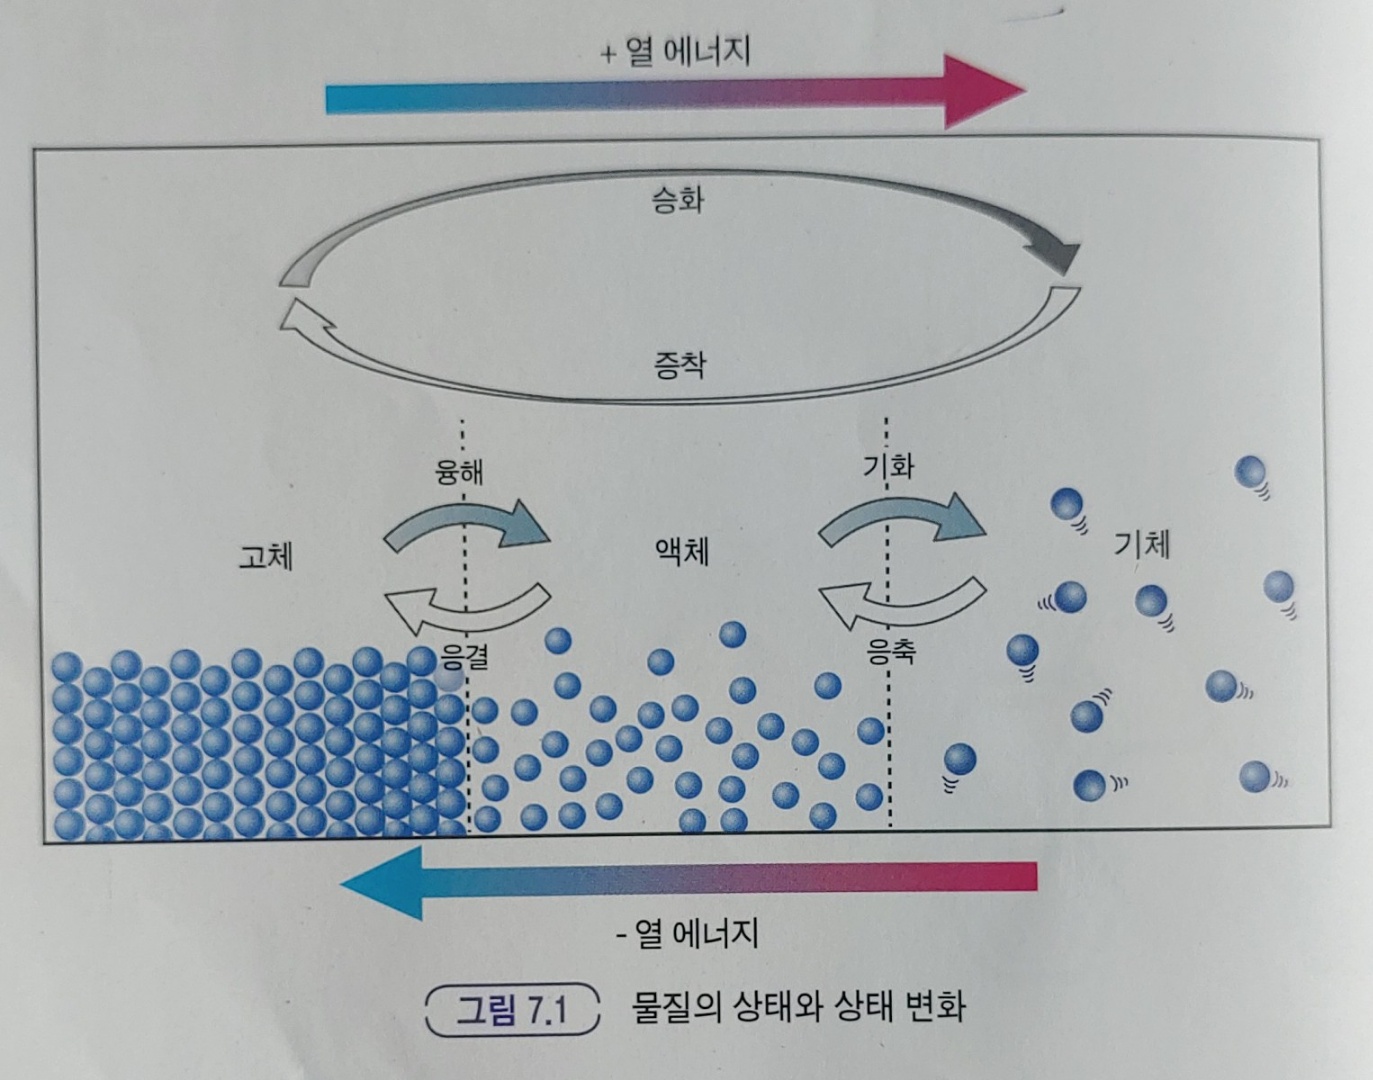 + 열 에너지
승화
증착
융해
기화
고체
액체
기체
응결
응축
- 열 에너지
그림 7.1 물질의 상태와 상태 변화